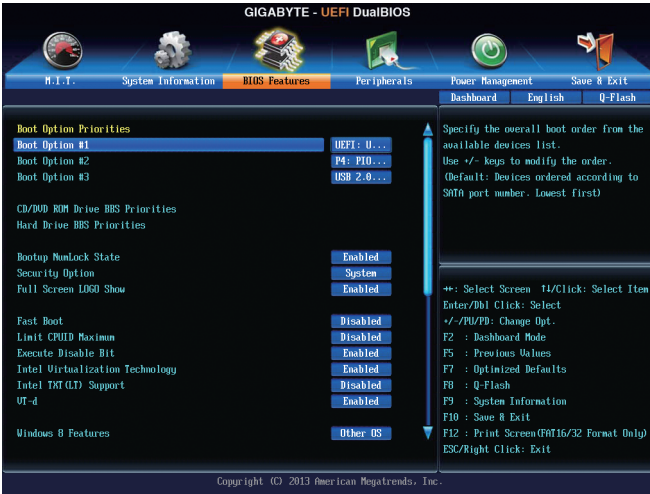 GIGABYTE - UEFI DualBIOS
M.I.T.
System Information
BIOS Features
Peripherals
Power Management
Save & Exit
Dashboard
English
Q-Flash
Boot Option Priorities
Boot Option #1 UEFI: U...
Boot Option #2 P4: PIO...
Boot Option #3 USB 2.0...
CD/DVD ROM Drive BBS Priorities
Hard Drive BBS Priorities
Bootup NumLock State Enabled
Security Option System
Full Screen LOGO Show Enabled
Fast Boot Disabled
Limit CPUID Maximum Disabled
Execute Disable Bit Enabled
Intel Virtualization Technology Enabled
Intel TXT(LT) Support Disabled
VT-d Enabled
Windows 8 Features Other OS
Specify the overall boot order from the
available devices list.
Use +/- keys to modify the order.
(Default: Devices ordered according to
SATA port number. Lowest first)
→←: Select Screen ↑↓/Click: Select Item
Enter/Dbl Click: Select
+/-/PU/PD: Change Opt.
F2 : Dashboard Mode
F5 : Previous Values
F7 : Optimized Defaults
F8 : Q-Flash
F9 : System Information
F10 : Save & Exit
F12 : Print Screen(FAT16/32 Format Only)
ESC/Right Click: Exit
Copyright (C) 2013 American Megatrends, Inc.